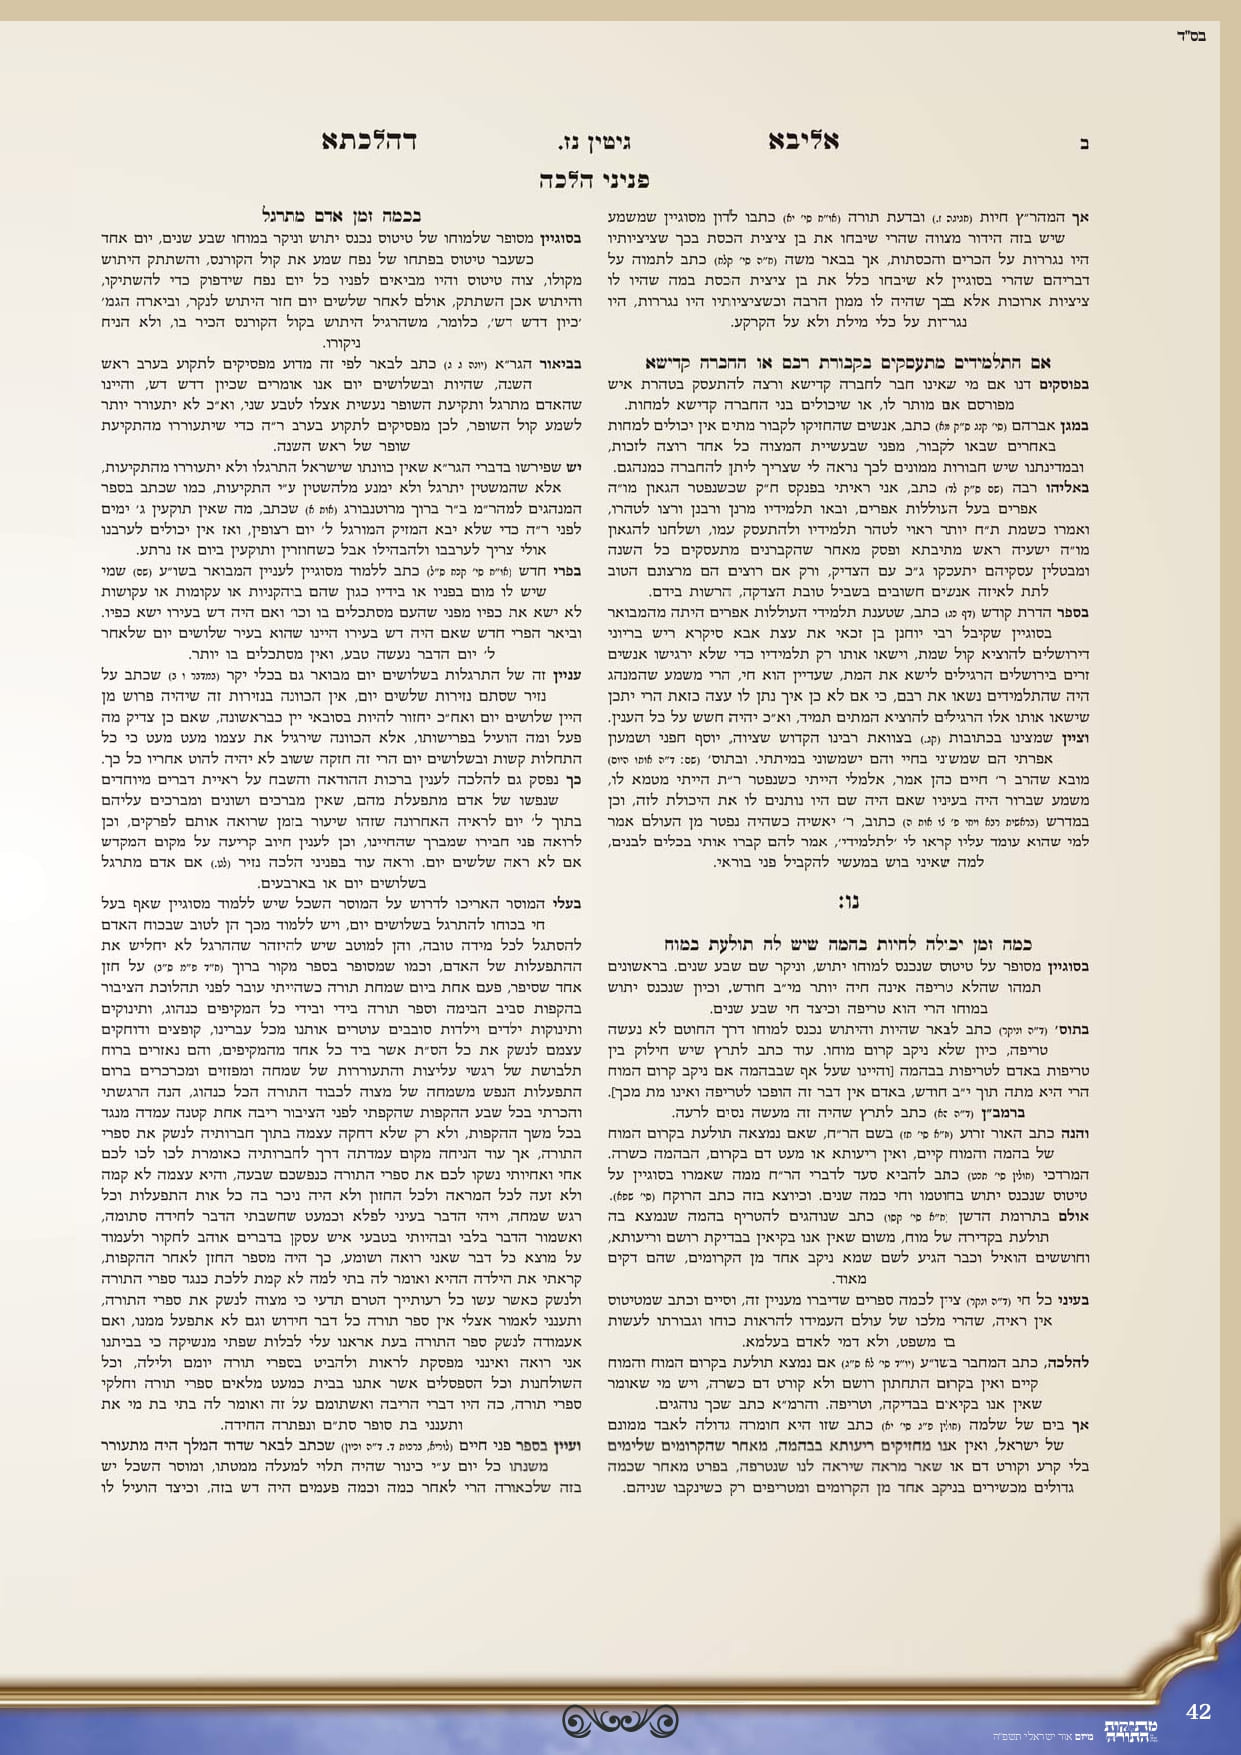 בס"ד
ב
אליבא
גיטין נז.
דהלכתא
פניני הלכה
אך המהר״ץ חיות (חגיגה ז.) ובדעת תורה (או״ח סי׳ יא) כתבו לדון מסוגיין שמשמע
שיש בזה הידור מצווה שהרי שיבחו את בן ציצית הכסת בכך שציציותיו
היו נגררות על הכרים והכסתות, אך בבאר משה (ח״ה סי׳ קלח) כתב לתמוה על
דבריהם שהרי בסוגיין לא שיבחו כלל את בן ציצית הכסת במה שהיו לו
ציציות ארוכות אלא בכך שהיה לו ממון הרבה וכשציציותיו היו נגררות, היו
נגררות על כלי מילת ולא על הקרקע.
אם התלמידים מתעסקים בקבורת רבם או החברה קדישא
בפוסקים דנו אם מי שאינו חבר לחברה קדישא ורצה להתעסק בטהרת איש
מפורסם אם מותר לו, או שיכולים בני החברה קדישא למחות.
במגן אברהם (סי׳ קנג ס״ק מא) כתב, אנשים שהחזיקו לקבור מתים אין יכולים למחות
באחרים שבאו לקבור, מפני שבעשיית המצוה כל אחד רוצה לזכות,
ובמדינתנו שיש חבורות ממונים לכך נראה לי שצריך ליתן להחברה כמנהגם.
באליהו רבה (שם ס״ק לד) כתב, אני ראיתי בפנקס ח״ק שכשנפטר הגאון מו״ה
אפרים בעל העוללות אפרים, ובאו תלמידיו מרנן ורבנן ורצו לטהרו,
ואמרו כשמת ת״ח יותר ראוי לטהר תלמידיו ולהתעסק עמו, ושלחנו להגאון
מו״ה ישעיה ראש מתיבתא ופסק מאחר שהקברנים מתעסקים כל השנה
ומבטלין עסקיהם יתעסקו ג״כ עם הצדיק, ורק אם רוצים הם מרצונם הטוב
לתת לאיזה אנשים חשובים בשביל טובת הצדקה, הרשות בידם.
בספר הדרת קודש (דף כג) כתב, שטענת תלמידי העוללות אפרים היתה מהמבואר
בסוגיין שקיבל רבי יוחנן בן זכאי את עצת אבא סיקרא ריש בריוני
דירושלים להוציא קול שמת, וישאו אותו רק תלמידיו כדי שלא ירגישו אנשים
זרים בירושלים הרגילים לישא את המת, שעדיין הוא חי, הרי משמע שהמנהג
היה שהתלמידים נשאו את רבם, כי אם לא כן איך נתן לו עצה כזאת הרי יתכן
שישאו אותו אלו הרגילים להוציא המתים תמיד, וא״כ יהיה חשש על כל הענין.
וציין שמצינו בכתובות (קג.) בצוואת רבינו הקדוש שציוה, יוסף חפני ושמעון
אפרתי הם שמשוני בחיי והם ישמשוני במיתתי. ובתוס׳ (שם: ד״ה אותו היום)
מובא שהרב ר׳ חיים כהן אמר, אלמלי הייתי כשנפטר ר״ת הייתי מטמא לו,
משמע שברור היה בעיניו שאם היה שם היו נותנים לו את היכולת לזה, וכן
במדרש (בראשית רבא ויחי פ׳ לו אות ה) כתוב, ר׳ יאשיה כשהיה נפטר מן העולם אמר
למי שהוא עומד עליו קראו לי ׳לתלמידי׳, אמר להם קברו אותי בכלים לבנים,
למה שאיני בוש במעשי להקביל פני בוראי.
נו:
כמה זמן יכולה לחיות בהמה שיש לה תולעת במוח
בסוגיין מסופר על טיטוס שנכנס למוחו יתוש, וניקר שם שבע שנים. בראשונים
תמהו שהלא טריפה אינה חיה יותר מי״ב חודש, וכיון שנכנס יתוש
במוחו הרי הוא טריפה וכיצד חי שבע שנים.
בתוס׳ (ד״ה וניקר) כתב לבאר שהיות והיתוש נכנס למוחו דרך החוטם לא נעשה
טריפה, כיון שלא ניקב קרום מוחו. עוד כתב לתרץ שיש חילוק בין
טריפות באדם לטריפות בבהמה [והיינו שעל אף שבבהמה אם ניקב קרום המוח
הרי היא מתה תוך י״ב חודש, באדם אין דבר זה הופכו לטריפה ואינו מת מכך].
ברמב״ן (ד״ה הא) כתב לתרץ שהיה זה מעשה נסים לרעה.
והנה כתב האור זרוע (ח״א סי׳ תז) בשם הר״ח, שאם נמצאה תולעת בקרום המוח
של בהמה והמוח קיים, ואין ריעותא או מעט דם בקרום, הבהמה כשרה.
המרדכי (חולין סי׳ תכט) כתב להביא סעד לדברי הר״ח ממה שאמרו בסוגיין על
טיטוס שנכנס יתוש בחוטמו וחי כמה שנים. וכיוצא בזה כתב הרוקח (סי׳ שפא).
אולם בתרומת הדשן (ח״א סי׳ קסו) כתב שנוהגים להטריף בהמה שנמצא בה
תולעת בקדירה של מוח, משום שאין אנו בקיאין בבדיקת רושם וריעותא,
וחוששים הואיל וכבר הגיע לשם שמא ניקב אחד מן הקרומים, שהם דקים
מאוד.
בעיני כל חי (ד״ה ונקר) ציין לכמה ספרים שדיברו מעניין זה, וסיים וכתב שמטיטוס
אין ראיה, שהרי מלכו של עולם העמידו להראות כוחו וגבורתו לעשות
בו משפט, ולא דמי לאדם בעלמא.
להלכה, כתב המחבר בשו״ע (יו״ד סי׳ לא ס״ג) אם נמצא תולעת בקרום המוח והמוח
קיים ואין בקרום התחתון רושם ולא קורט דם כשרה, ויש מי שאומר
שאין אנו בקיאים בבדיקה, וטריפה. והרמ״א כתב שכך נוהגים.
אך בים של שלמה (חולין פ״ג סי׳ יא) כתב שזו היא חומרה גדולה לאבד ממונם
של ישראל, ואין אנו מחזיקים ריעותא בבהמה, מאחר שהקרומים שלימים
בלי קרע וקורט דם או שאר מראה שיראה לנו שנטרפה, בפרט מאחר שכמה
גדולים מכשירים בניקב אחד מן הקרומים ומטריפים רק כשינקבו שניהם.
בכמה זמן אדם מתרגל
בסוגיין מסופר שלמוחו של טיטוס נכנס יתוש וניקר במוחו שבע שנים, יום אחד
כשעבר טיטוס בפתחו של נפח שמע את קול הקורנס, והשתתק היתוש
מקולו, צוה טיטוס והיו מביאים לפניו כל יום נפח שידפוק כדי להשתיקו,
והיתוש אכן השתתק, אולם לאחר שלשים יום חזר היתוש לנקר, וביארה הגמ׳
׳כיון דדש דש׳, כלומר, משהרגיל היתוש בקול הקורנס הכיר בו, ולא הניח
ניקורו.
בביאור הגר״א (יונה ג ג) כתב לבאר לפי זה מדוע מפסיקים לתקוע בערב ראש
השנה, שהיות ובשלושים יום אנו אומרים שכיון דדש דש, והיינו
שהאדם מתרגל ותקיעת השופר נעשית אצלו לטבע שני, וא״כ לא יתעורר יותר
לשמע קול השופר, לכן מפסיקים לתקוע בערב ר״ה כדי שיתעוררו מהתקיעת
שופר של ראש השנה.
יש שפירשו בדברי הגר״א שאין כוונתו שישראל התרגלו ולא יתעוררו מהתקיעות,
אלא שהמשטין יתרגל ולא ימנע מלהשטין ע״י התקיעות, כמו שכתב בספר
המנהגים למהר״מ ב״ר ברוך מרוטנבורג (אות א) שכתב, מה שאין תוקעין ג׳ ימים
לפני ר״ה כדי שלא יבא המזיק המורגל ל׳ יום רצופין, ואז אין יכולים לערבנו
אולי צריך לערבבו ולהבהילו אבל כשחוזרין ותוקעין ביום אז נרתע.
בפרי חדש (או״ח סי׳ קכח ס״ל) כתב ללמוד מסוגיין לעניין המבואר בשו״ע (שם) שמי
שיש לו מום בפניו או בידיו כגון שהם בוהקניות או עקומות או עקושות
לא ישא את כפיו מפני שהעם מסתכלים בו וכו׳ ואם היה דש בעירו ישא כפיו.
וביאר הפרי חדש שאם היה דש בעירו היינו שהוא בעיר שלושים יום שלאחר
ל׳ יום הדבר נעשה טבע, ואין מסתכלים בו יותר.
עניין זה של התרגלות בשלושים יום מבואר גם בכלי יקר (במדבר ו ב) שכתב על
נזיר שסתם נזירות שלשים יום, אין הכוונה בנזירות זה שיהיה פרוש מן
היין שלושים יום ואח״כ יחזור להיות בסובאי יין כבראשונה, שאם כן צדיק מה
פעל ומה הועיל בפרישותו, אלא הכוונה שירגיל את עצמו מעט מעט כי כל
התחלות קשות ובשלושים יום הרי זה חזקה ששוב לא יהיה להוט אחריו כל כך.
כך נפסק גם להלכה לענין ברכות ההודאה והשבח על ראיית דברים מיוחדים
שנפשו של אדם מתפעלת מהם, שאין מברכים ושונים ומברכים עליהם
בתוך ל׳ יום לראיה האחרונה שזהו שיעור בזמן שרואה אותם לפרקים, וכן
לרואה פני חבירו שמברך שהחיינו, וכן לענין חיוב קריעה על מקום המקדש
אם לא ראה שלשים יום. וראה עוד בפניני הלכה נזיר (לט.) אם אדם מתרגל
בשלושים יום או בארבעים.
בעלי המוסר האריכו לדרוש על המוסר השכל שיש ללמוד מסוגיין שאף בעל
חי בכוחו להתרגל בשלושים יום, ויש ללמוד מכך הן לטוב שבכוח האדם
להסתגל לכל מידה טובה, והן למוטב שיש להיזהר שההרגל לא יחליש את
ההתפעלות של האדם, וכמו שמסופר בספר מקור ברוך (ח״ד פ״מ ס״ב) על חזן
אחד שסיפר, פעם אחת ביום שמחת תורה כשהייתי עובר לפני תהלוכת הציבור
בהקפות סביב הבימה וספר תורה בידי ובידי כל המקיפים כנהוג, ותינוקים
ותינוקות ילדים וילדות סובבים עוטרים אותנו מכל עברינו, קופצים ודוחקים
עצמם לנשק את כל הס״ת אשר ביד כל אחד מהמקיפים, והם נאזרים ברוח
תלבושת של רגשי עליצות והתעוררות של שמחה ומפזזים ומכרכרים ברום
התפעלות הנפש משמחה של מצוה לכבוד התורה הכל כנהוג, הנה הרגשתי
והכרתי בכל שבע ההקפות שהקפתי לפני הציבור ריבה אחת קטנה עמדה מנגד
בכל משך ההקפות, ולא רק שלא דחקה עצמה בתוך חברותיה לנשק את ספרי
התורה, אך עוד הניחה מקום עמדתה דרך לחברותיה כאומרת לכו לכו לכם
אחי ואחיותי נשקו לכם את ספרי התורה כנפשכם שבעה, והיא עצמה לא קמה
ולא זעה לכל המראה ולכל החזון ולא היה ניכר בה כל אות התפעלות וכל
רגש שמחה, ויהי הדבר בעיני לפלא וכמעט שחשבתי הדבר לחידה סתומה,
ואשמור הדבר בלבי ובהיותי בטבעי איש עסקן בדברים אוהב לחקור ולעמוד
על מוצא כל דבר שאני רואה ושומע, כך היה מספר החזן לאחר ההקפות,
קראתי את הילדה ההיא ואומר לה בתי למה לא קמת ללכת כנגד ספרי התורה
ולנשק כאשר עשו כל רעותייך הטרם תדעי כי מצוה לנשק את ספרי התורה,
ותענני לאמור אצלי אין ספר תורה כל דבר חידוש וגם לא אתפעל ממנו, ואם
אעמודה לנשק ספר התורה בעת אראנו עלי לכלות שפתי מנשיקה כי בביתנו
אני רואה ואינני מפסקת לראות ולהביט בספרי תורה יומם ולילה, וכל
השולחנות וכל הספסלים אשר אתנו בבית כמעט מלאים ספרי תורה וחלקי
ספרי תורה, כה היו דברי הריבה ואשתומם על זה ואומר לה בתי בת מי את
ותענני בת סופר סת״ם ונפתרה החידה.
ועיין בספר פני חיים (לוריא, ברכות ד. ד״ה וכיון) שכתב לבאר שדוד המלך היה מתעורר
משנתו כל יום ע״י כינור שהיה תלוי למעלה ממטתו, ומוסר השכל יש
בזה שלכאורה הרי לאחר כמה וכמה פעמים היה דש בזה, וכיצד הועיל לו
42
מתיקות התורה
מיזם אור ישראלי תשפ״ה